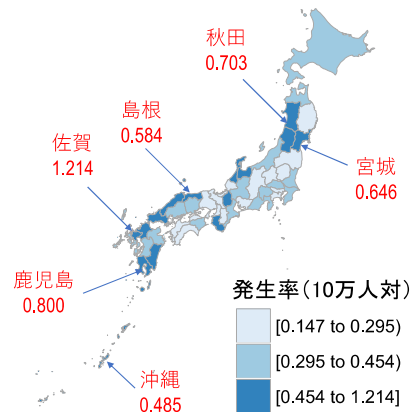 秋田
0.703
島根
0.584
佐賀
1.214
宮城
0.646
鹿児島
0.800
沖縄
0.485
発生率(10万人対)
[0.147 to 0.295)
[0.295 to 0.454)
[0.454 to 1.214]